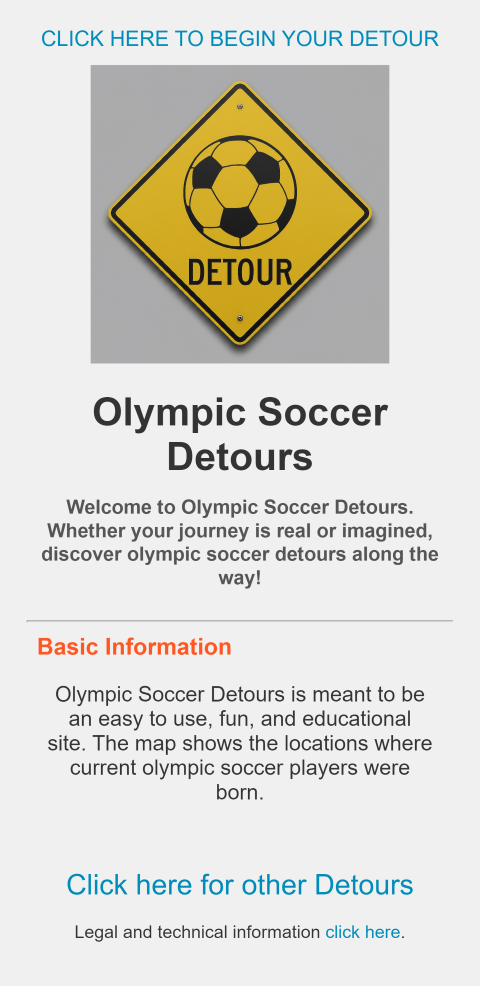 CLICK HERE TO BEGIN YOUR DETOUR
DETOUR
Olympic Soccer
Detours
Welcome to Olympic Soccer Detours.
Whether your journey is real or imagined,
discover olympic soccer detours along the
way!
Basic Information
Olympic Soccer Detours is meant to be
an easy to use, fun, and educational
site. The map shows the locations where
current olympic soccer players were
born.
Click here for other Detours
Legal and technical information click here.